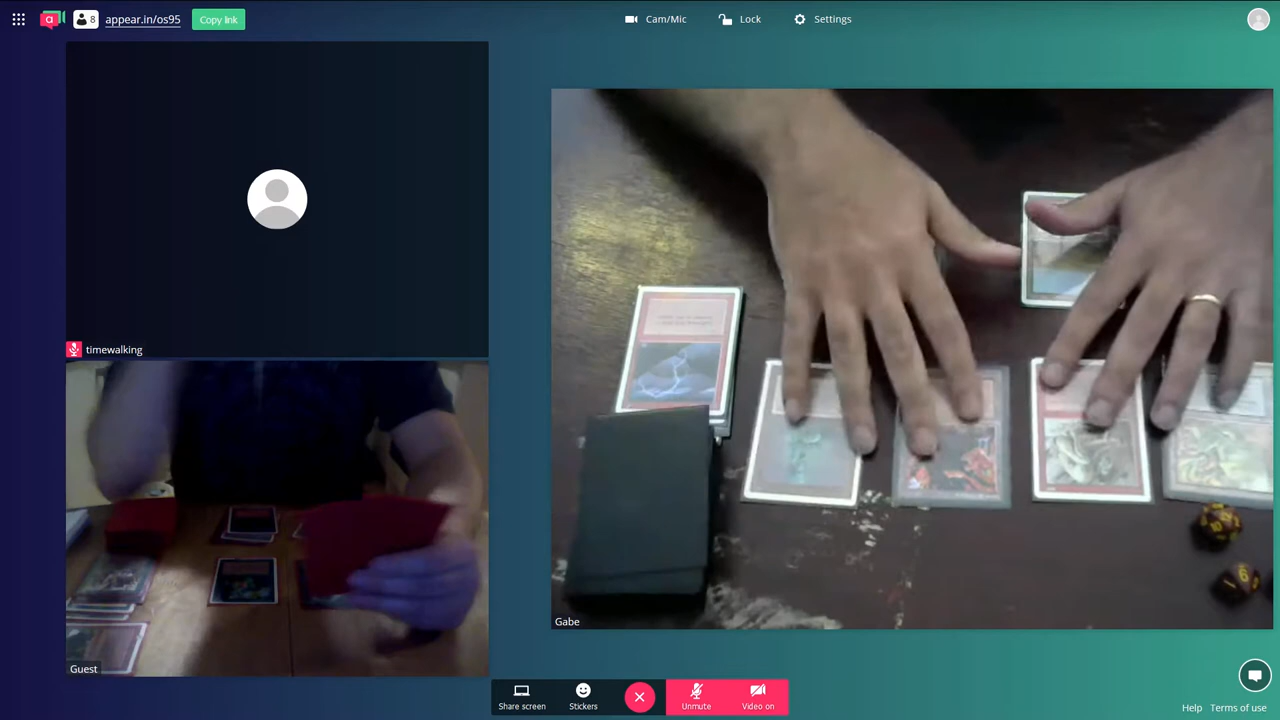 8
appear.in/os95
Copy link
Cam/Mic
Lock
Settings
timewalking
Guest
Gabe
Share screen
Stickers
Unmute
Video on
Help
Terms of use